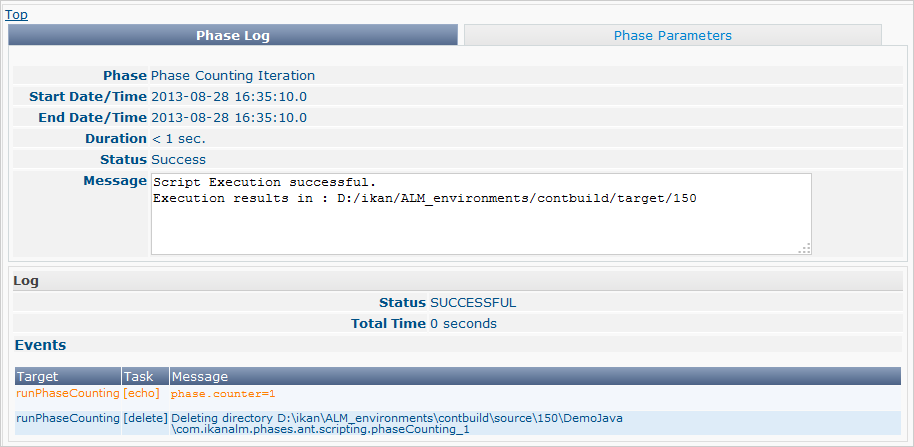 Top
Phase Log Phase Parameters
Phase Phase Counting Iteration
Start Date/Time 2013-08-28 16:35:10.0
End Date/Time 2013-08-28 16:35:10.0
Duration < 1 sec.
Status Success
Message Script Execution successful.
Execution results in : D:/ikan/ALM_environments/contbuild/target/150
Log
Status SUCCESSFUL
Total Time 0 seconds
Events
Target Task Message
runPhaseCounting [echo] phase.counter=1
runPhaseCounting [delete] Deleting directory D:\ikan\ALM_environments\contbuild\source\150\DemoJava
\com.ikanalm.phases.ant.scripting.phaseCounting_1